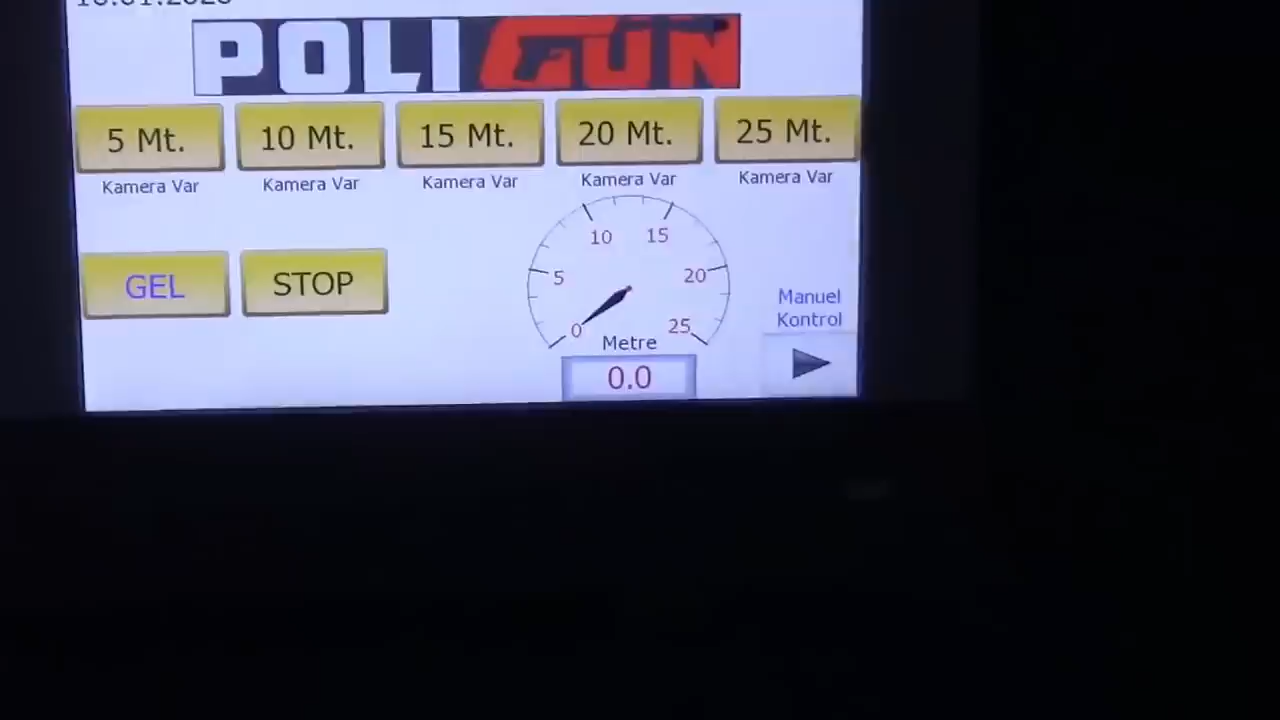 POLIGUN
5 Mt. 10 Mt. 15 Mt. 20 Mt. 25 Mt.
Kamera Var Kamera Var Kamera Var Kamera Var Kamera Var
GEL STOP
0 5 10 15 20 25
Metre
0.0
Manuel
Kontrol